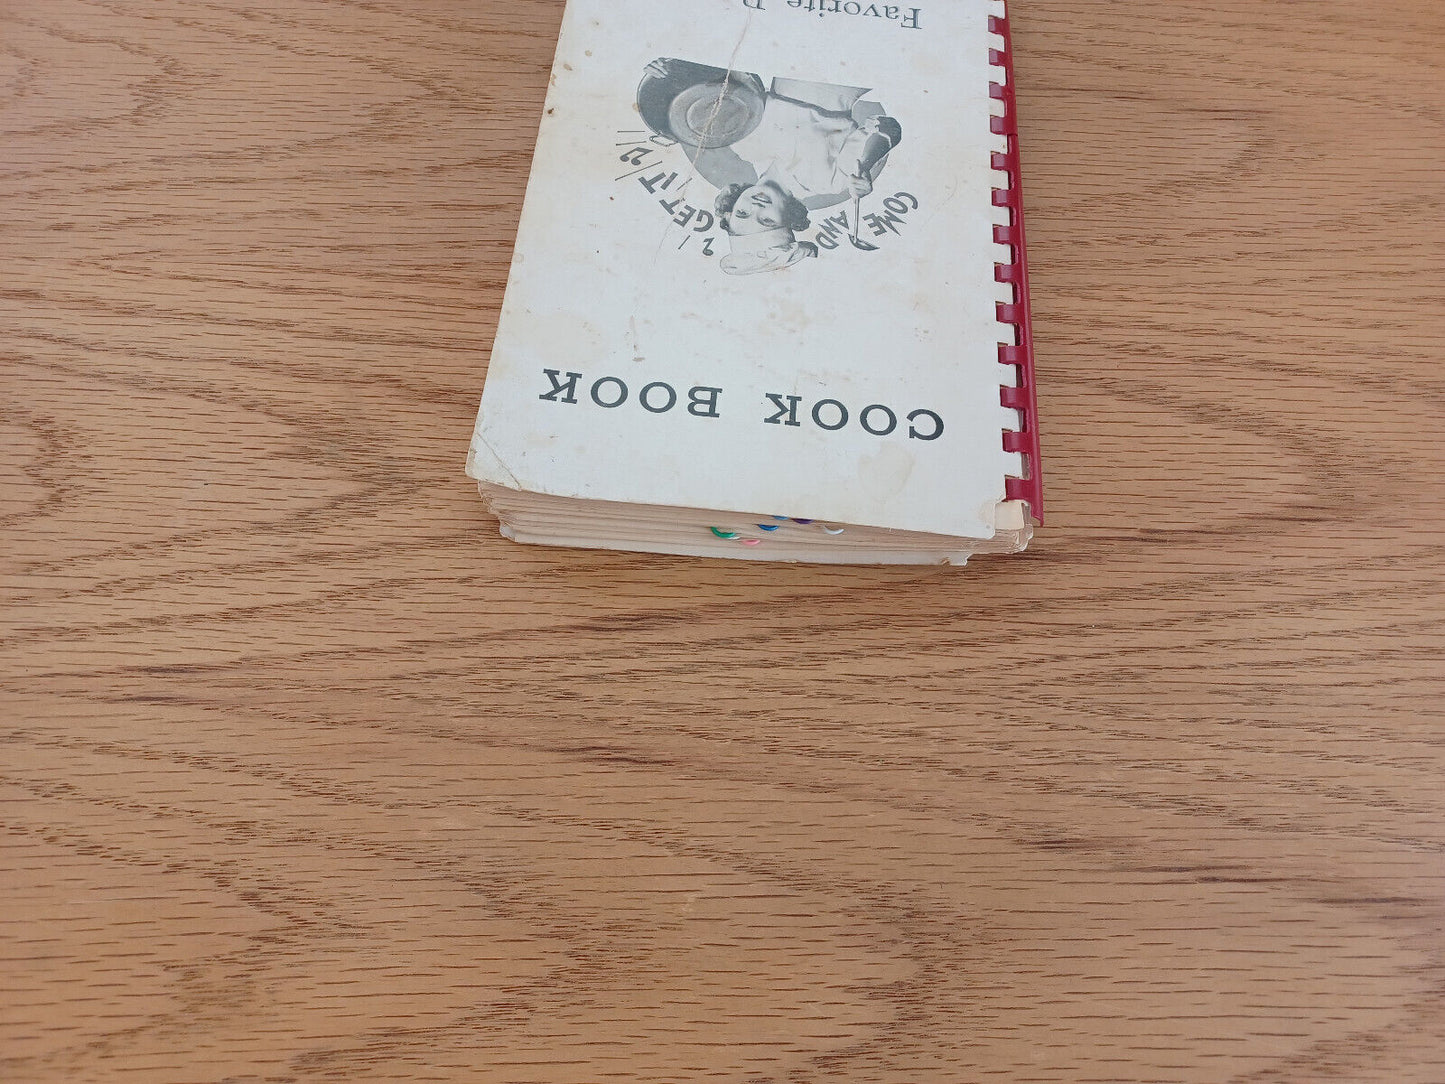 COOK BOOK
COME AND GET IT
Favorite